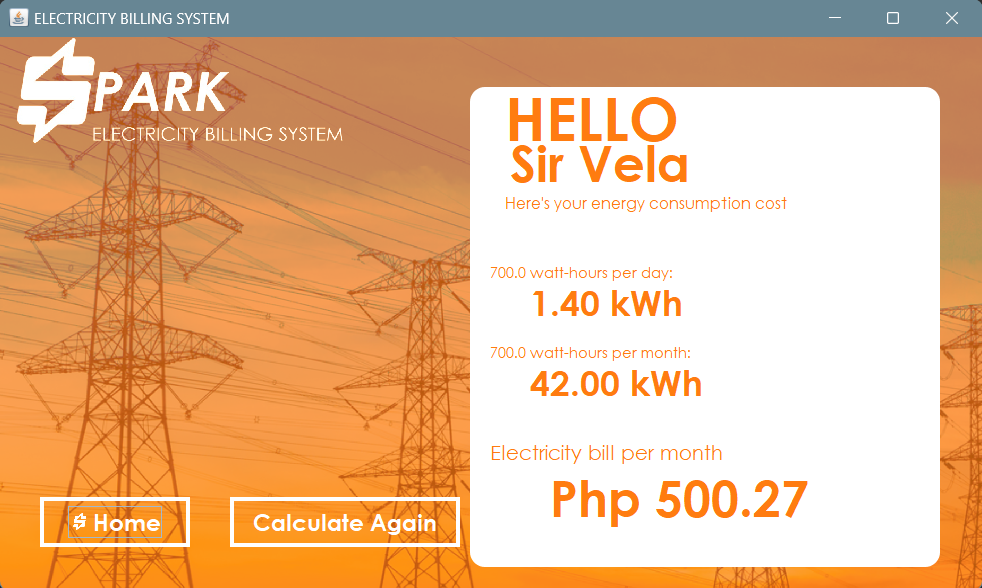 ELECTRICITY BILLING SYSTEM
SPARK
ELECTRICITY BILLING SYSTEM
HELLO
Sir Vela
Here's your energy consumption cost
700.0 watt-hours per day:
1.40 kWh
700.0 watt-hours per month:
42.00 kWh
Electricity bill per month
Php 500.27
Home
Calculate Again